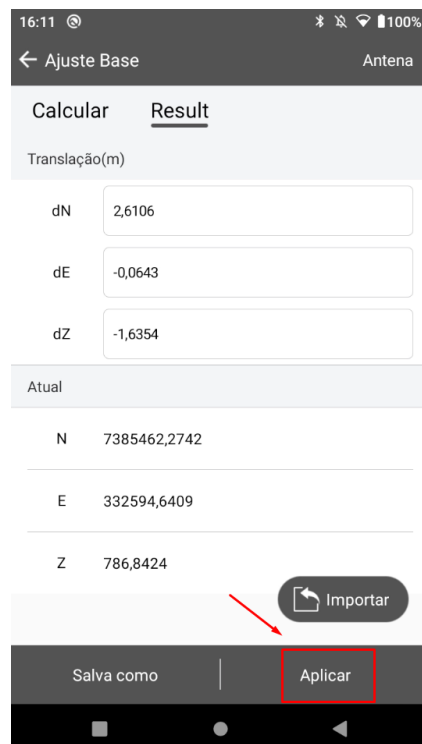 16:11 100%
Ajuste Base Antena
Calcular Result
Translação(m)
dN 2,6106
dE -0,0643
dZ -1,6354
Atual
N 7385462,2742
E 332594,6409
Z 786,8424
Importar
Salva como Aplicar